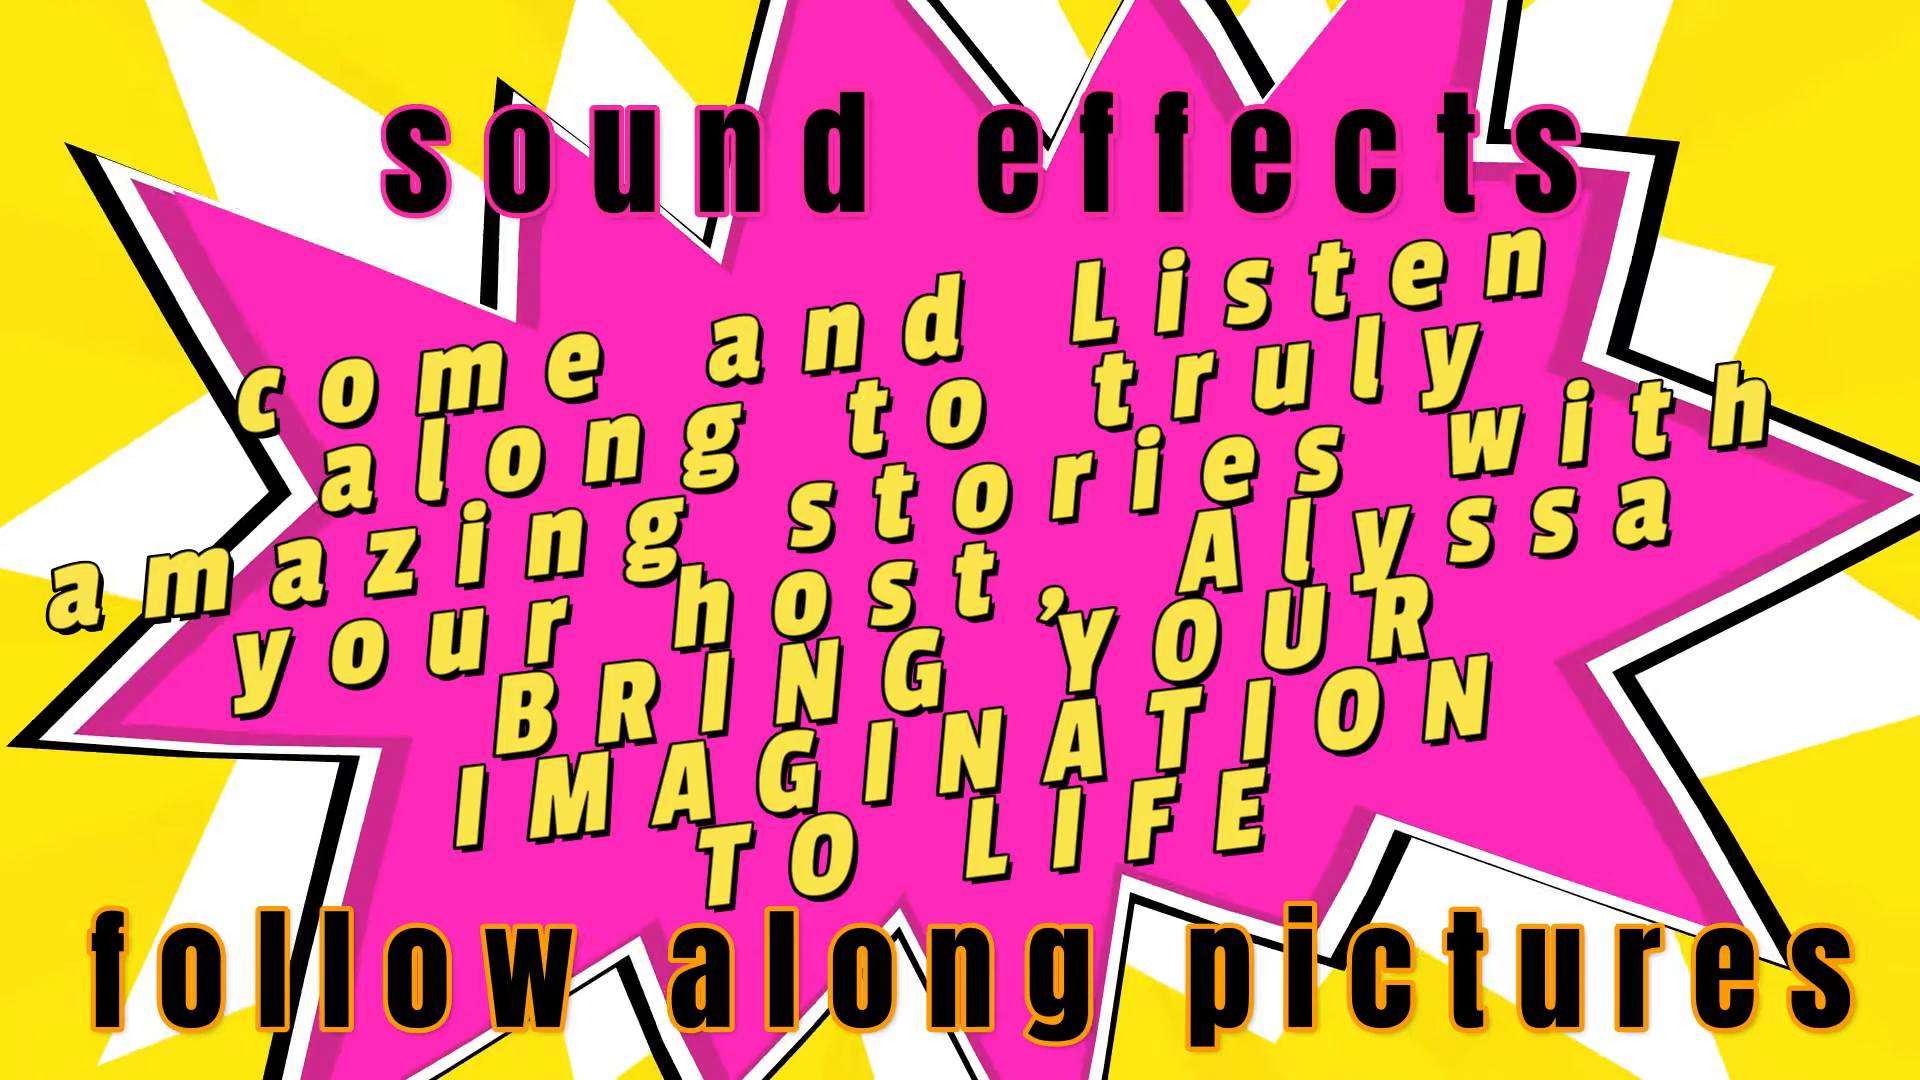 sound effects
come and Listen
along to truly
amazing stories with
your host, Alyssa
BRING YOUR
IMAGINATION
TO LIFE
follow along pictures